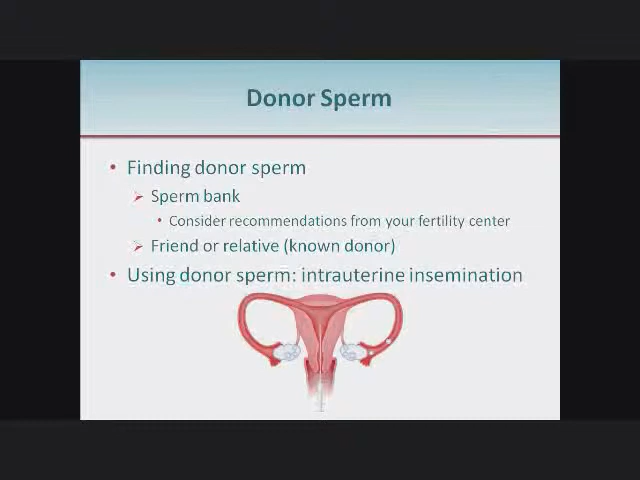 Donor Sperm
• Finding donor sperm
➢ Sperm bank
• Consider recommendations from your fertility center
➢ Friend or relative (known donor)
• Using donor sperm: intrauterine insemination